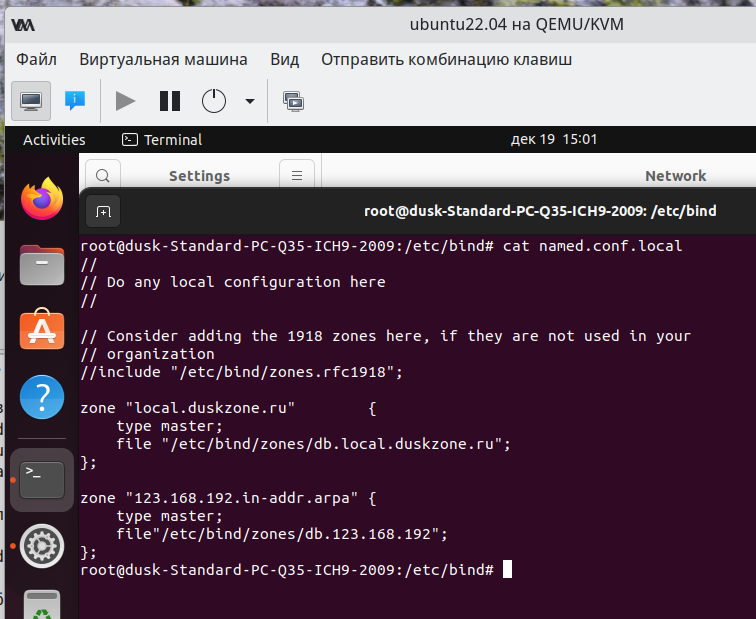 ubuntu22.04 на QEMU/KVM
Файл Виртуальная машина Вид Отправить комбинацию клавиш
Activities Terminal дек 19 15:01
Settings Network
root@dusk-Standard-PC-Q35-ICH9-2009: /etc/bind
root@dusk-Standard-PC-Q35-ICH9-2009:/etc/bind# cat named.conf.local
//
// Do any local configuration here
//
// Consider adding the 1918 zones here, if they are not used in your
// organization
//include "/etc/bind/zones.rfc1918";
zone "local.duskzone.ru"        {
    type master;
    file "/etc/bind/zones/db.local.duskzone.ru";
};
zone "123.168.192.in-addr.arpa" {
    type master;
    file"/etc/bind/zones/db.123.168.192";
};
root@dusk-Standard-PC-Q35-ICH9-2009:/etc/bind#